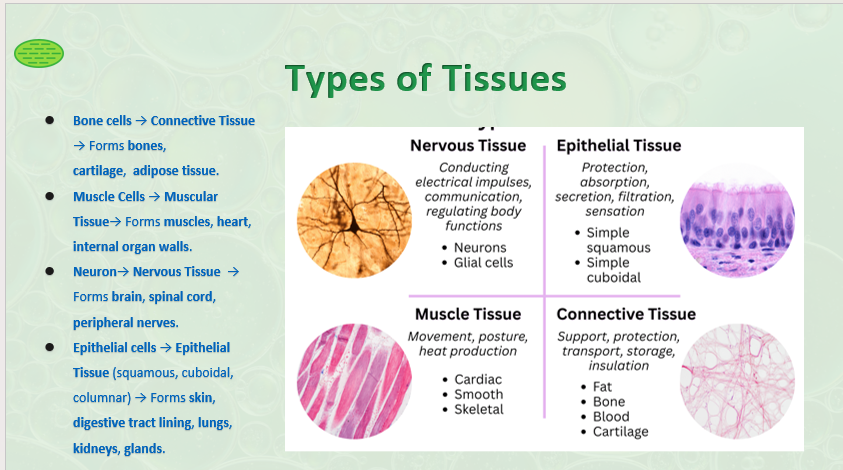 Types of Tissues
Bone cells → Connective Tissue
→ Forms bones,
cartilage, adipose tissue.
Muscle Cells → Muscular
Tissue→ Forms muscles, heart,
internal organ walls.
Neuron→ Nervous Tissue →
Forms brain, spinal cord,
peripheral nerves.
Epithelial cells → Epithelial
Tissue (squamous, cuboidal,
columnar) → Forms skin,
digestive tract lining, lungs,
kidneys, glands.
Nervous Tissue
Conducting
electrical impulses,
communication,
regulating body
functions
• Neurons
• Glial cells
Epithelial Tissue
Protection,
absorption,
secretion, filtration,
sensation
• Simple
squamous
• Simple
cuboidal
Muscle Tissue
Movement, posture,
heat production
• Cardiac
• Smooth
• Skeletal
Connective Tissue
Support, protection,
transport, storage,
insulation
• Fat
• Bone
• Blood
• Cartilage